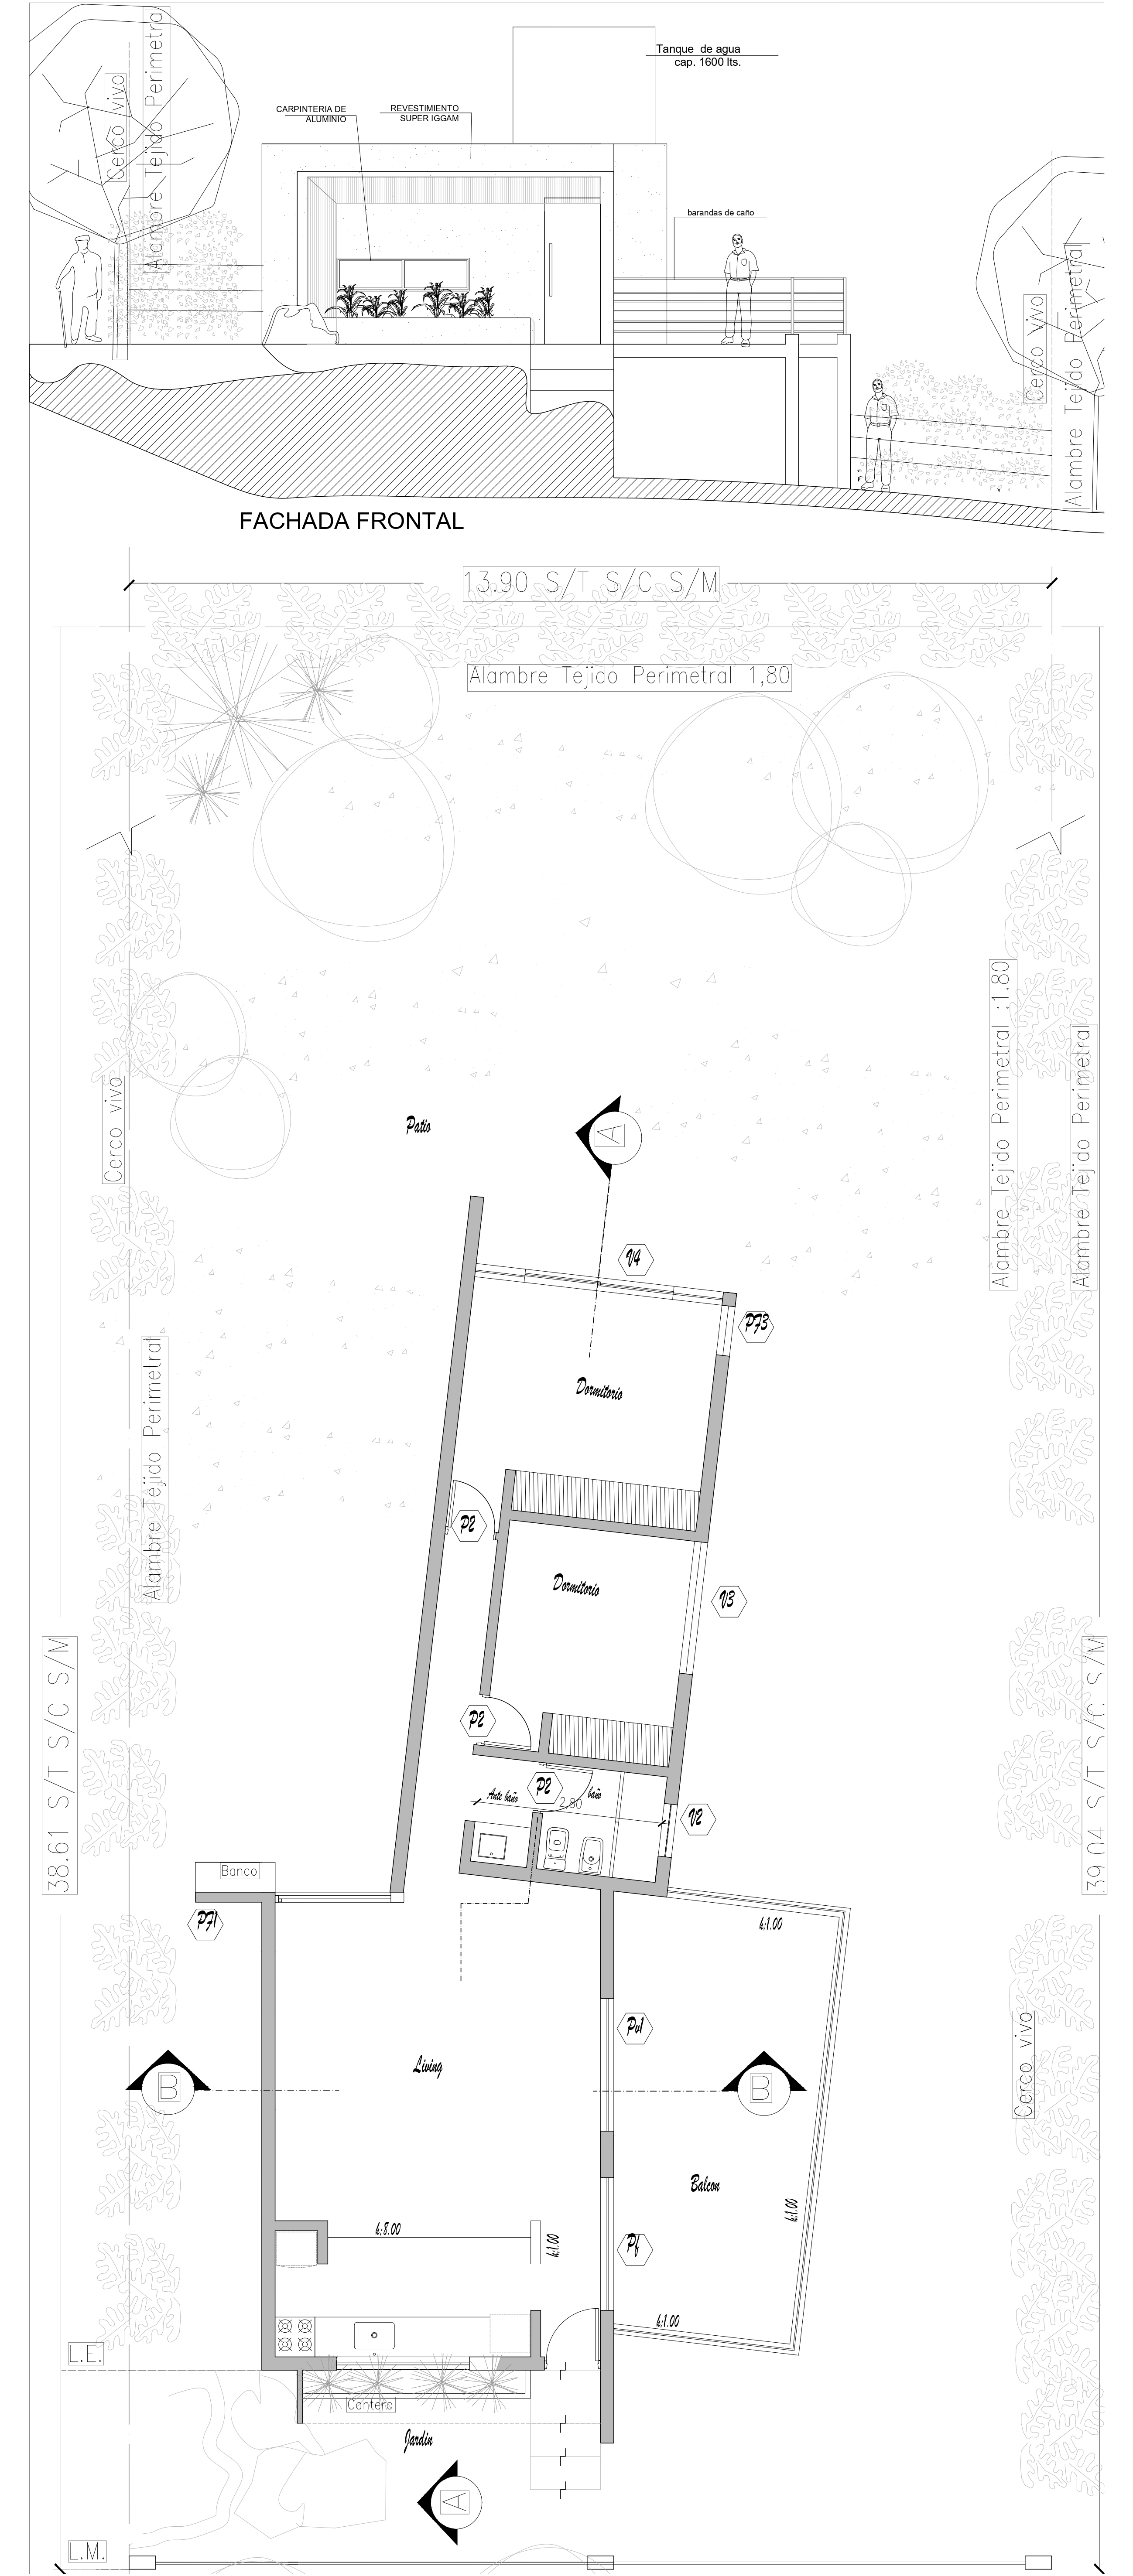 Tanque de agua
cap. 1600 lts.
CARPINTERIA DE
ALUMINIO
REVESTIMIENTO
SUPER IGGAM
barandas de caño
Cerco vivo
Alambre Tejido Perimetral
Cerco vivo
Alambre Tejido Perimetral
FACHADA FRONTAL
13.90 S/T S/C S/M
Alambre Tejido Perimetral 1,80
Alambre Tejido Perimetral :1.80
Alambre Tejido Perimetral
Cerco vivo
Patio
A
V4
PF3
Dormitorio
Alambre Tejido Perimetral
P2
Dormitorio
V3
38.61 S/T S/C S/M
39.04 S/T S/C S/M
P2
P2
Ante baño
baño
2,80
V2
Banco
PF1
h:1.00
Pv1
Living
B
B
Cerco vivo
Balcon
h:1.00
h:8.00
h:1.00
Pf
h:1.00
L.E.
Cantero
Jardin
A
L.M.